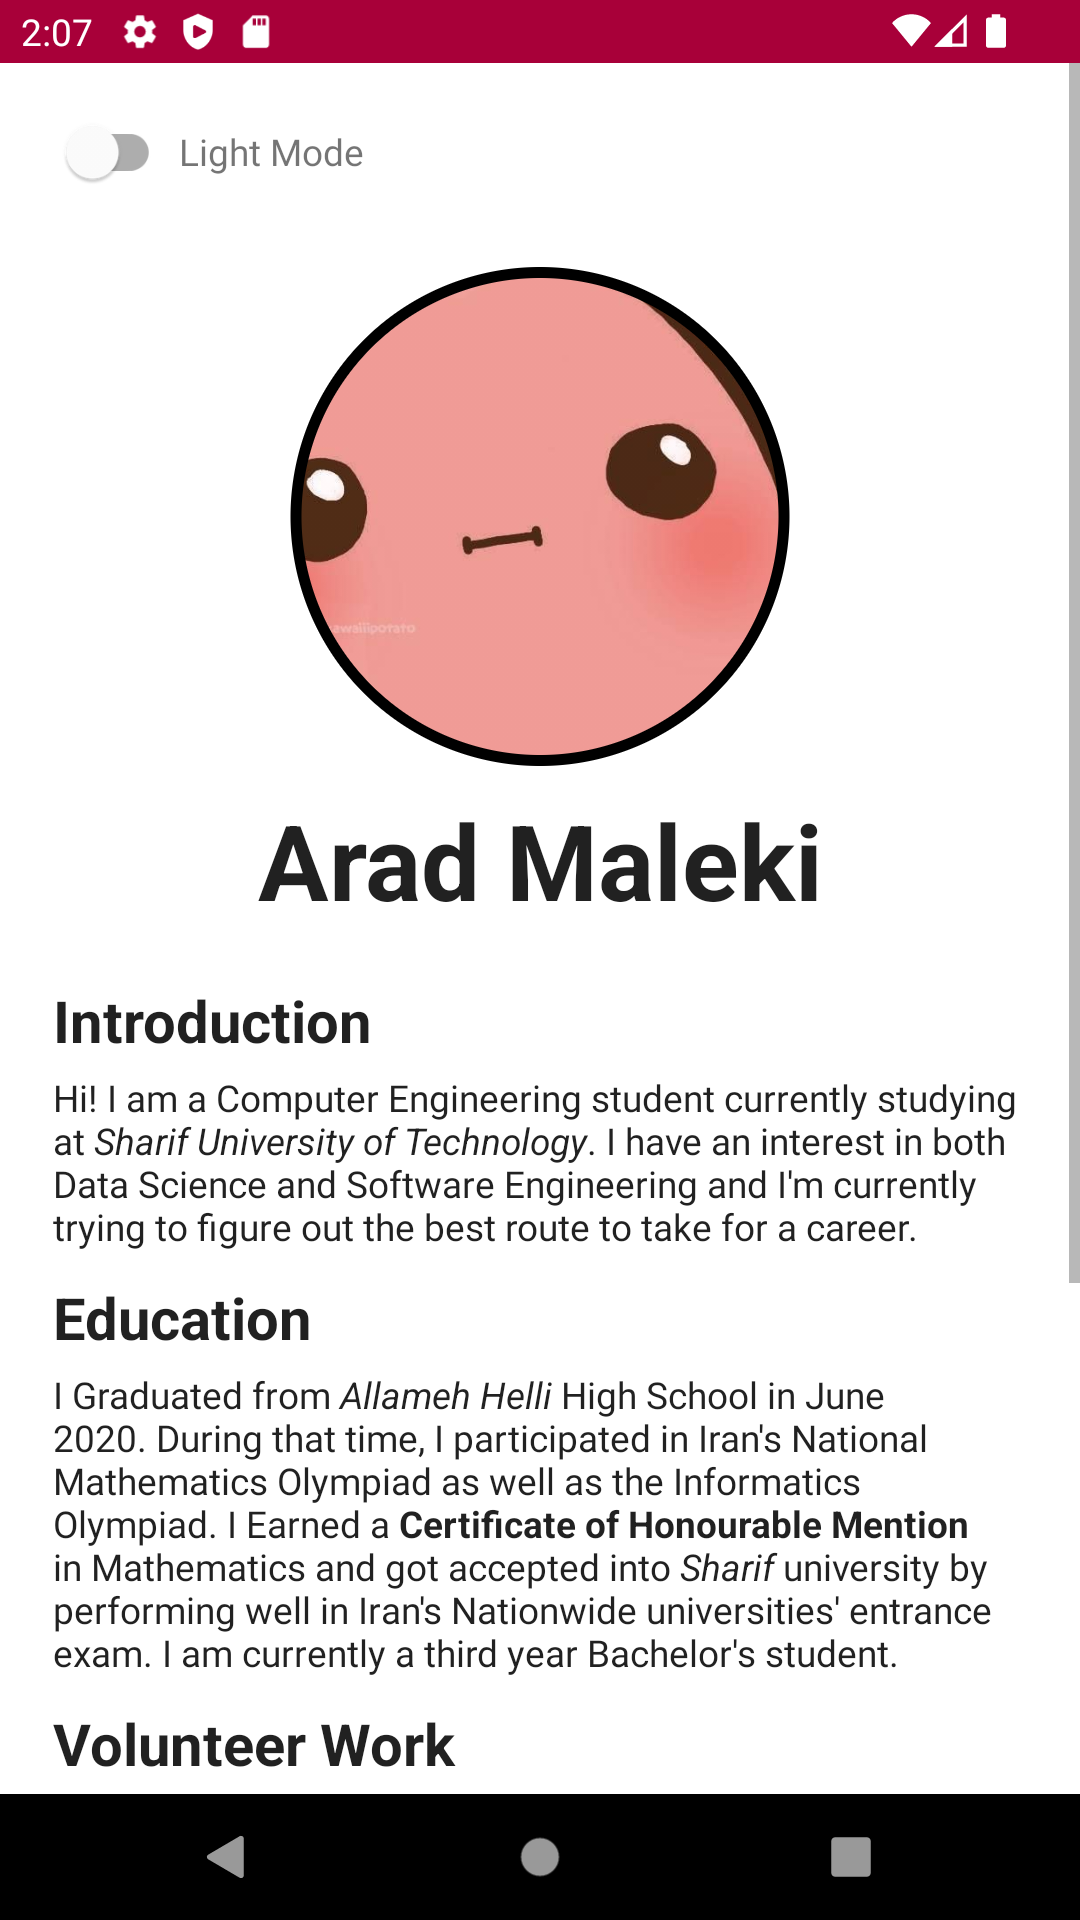 2:07
Light Mode
awaiiipotato
Arad Maleki
Introduction
Hi! I am a Computer Engineering student currently studying
at Sharif University of Technology. I have an interest in both
Data Science and Software Engineering and I'm currently
trying to figure out the best route to take for a career.
Education
I Graduated from Allameh Helli High School in June
2020. During that time, I participated in Iran's National
Mathematics Olympiad as well as the Informatics
Olympiad. I Earned a Certificate of Honourable Mention
in Mathematics and got accepted into Sharif university by
performing well in Iran's Nationwide universities' entrance
exam. I am currently a third year Bachelor's student.
Volunteer Work